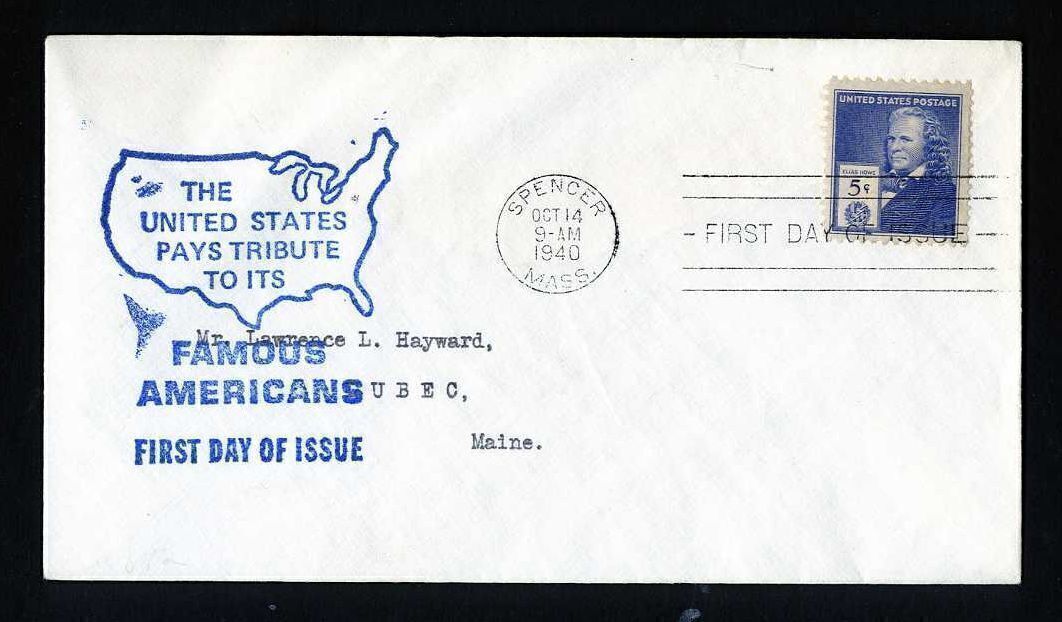 THE
UNITED STATES
PAYS TRIBUTE
TO ITS
FAMOUS
AMERICANS
FIRST DAY OF ISSUE
Mr. Lawrence L. Hayward,
U B E C,
Maine.
SPENCER
OCT 14
9-AM
1940
MASS.
FIRST DAY OF ISSUE
UNITED STATES POSTAGE
ELIAS HOWE
5¢